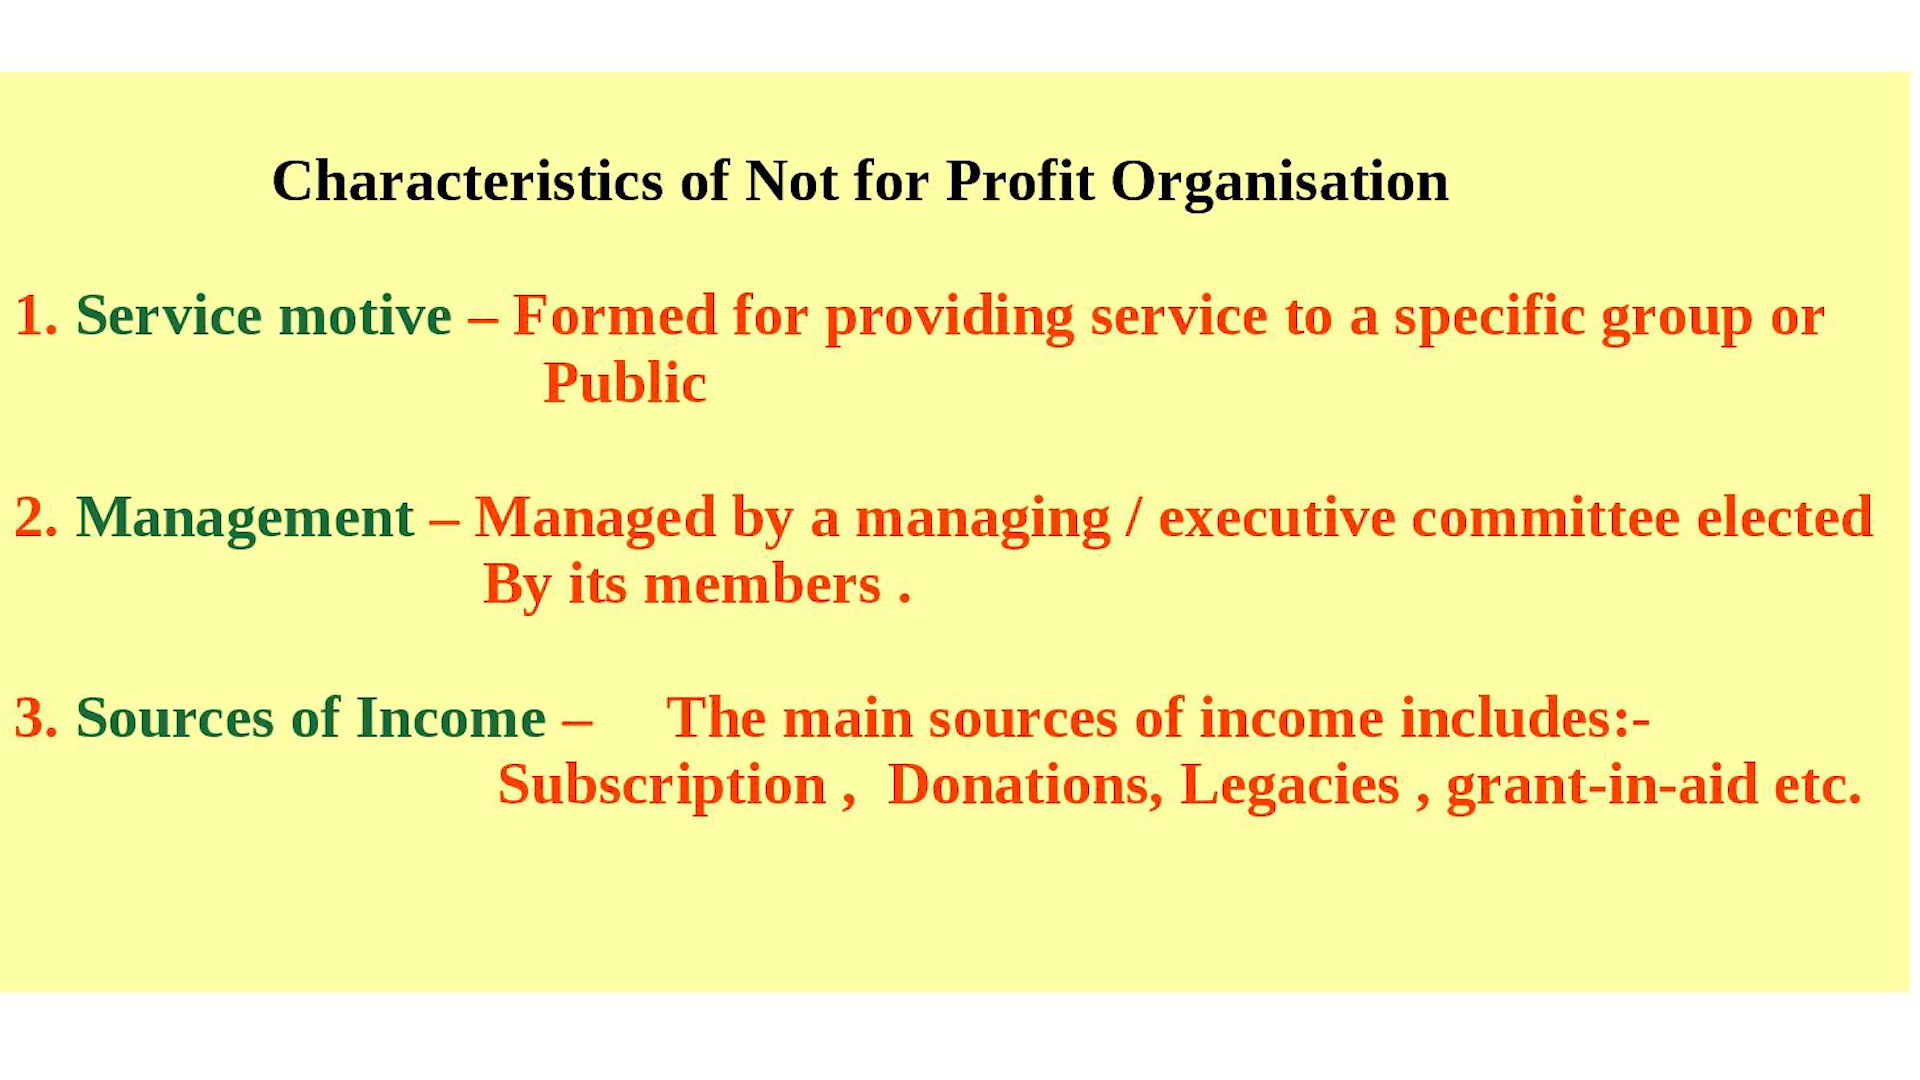 Characteristics of Not for Profit Organisation
1. Service motive – Formed for providing service to a specific group or
Public
2. Management – Managed by a managing / executive committee elected
By its members .
3. Sources of Income – The main sources of income includes:-
Subscription , Donations, Legacies , grant-in-aid etc.